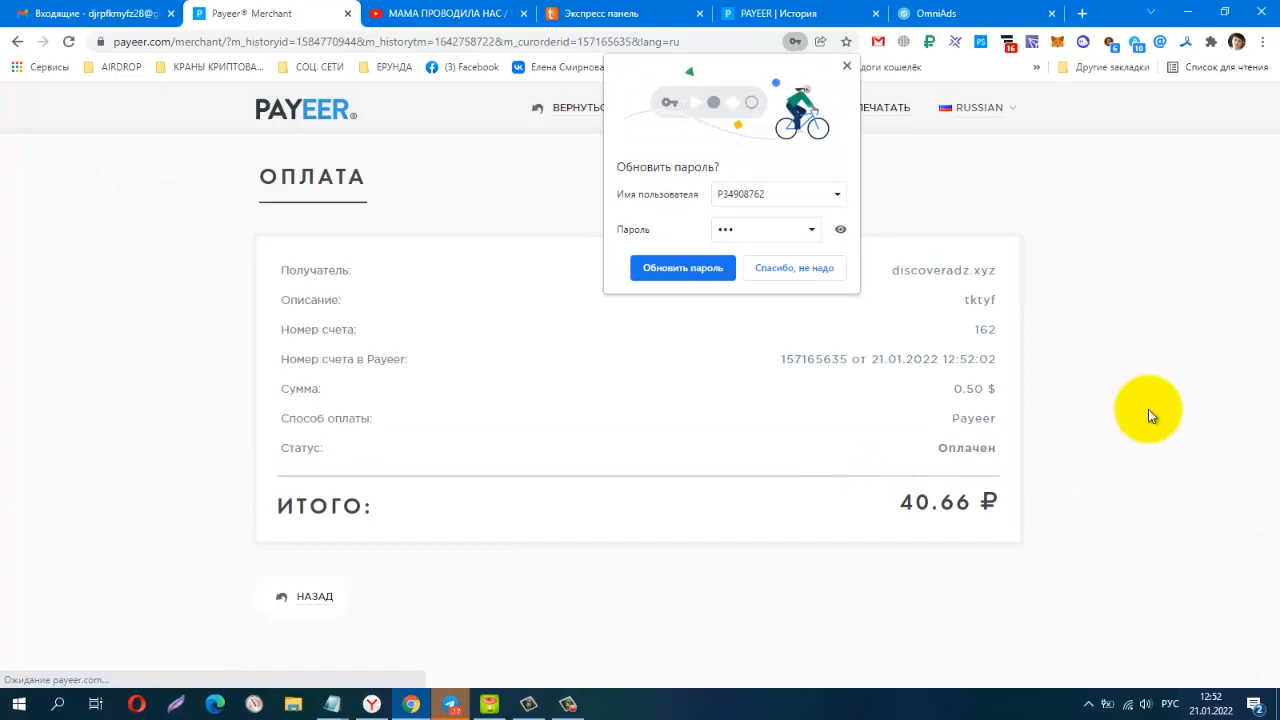 Входящие - djrpfkmyfz28@g
Payeer® Merchant
МАМА ПРОВОДИЛА НАС /
Экспресс панель
PAYEER | История
OmniAds
payeer.com/merchant/?m_historyid=1584770944&m_historytm=1642758722&m_curorderid=157165635&lang=ru
Сервисы
AIRDROP
КРАНЫ КРИПТОВА...
СОЦ СЕТИ
ЕРУНДА
(3) Facebook
Елена Смирнова
доги кошелёк
»
Другие закладки
Список для чтения
PAYEER®
ВЕРНУТЬС
ЕЧАТАТЬ
RUSSIAN
Обновить пароль?
Имя пользователя
P34908762
Пароль
•••
Обновить пароль
Спасибо, не надо
ОПЛАТА
Получатель: discoveradz.xyz
Описание: tktyf
Номер счета: 162
Номер счета в Payeer: 157165635 от 21.01.2022 12:52:02
Сумма: 0.50 $
Способ оплаты: Payeer
Статус: Оплачен
ИТОГО: 40.66 ₽
НАЗАД
Ожидание payeer.com...
РУС
12:52
21.01.2022